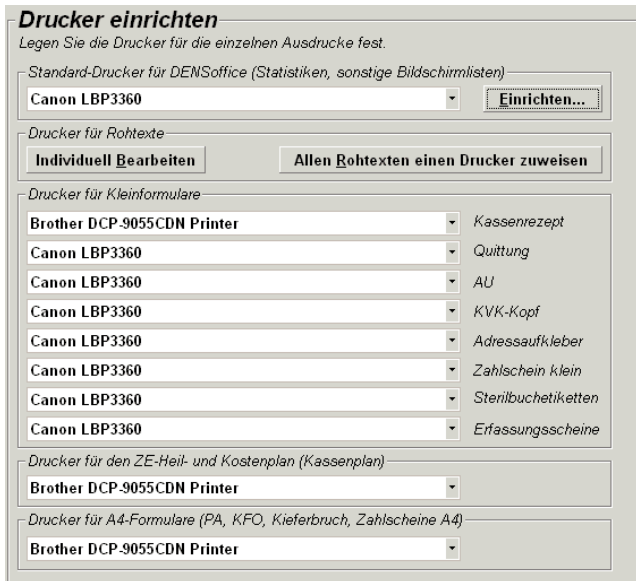 Drucker einrichten
Legen Sie die Drucker für die einzelnen Ausdrucke fest.
Standard-Drucker für DENSoffice (Statistiken, sonstige Bildschirmlisten)
Canon LBP3360 Einrichten...
Drucker für Rohtexte
Individuell Bearbeiten Allen Rohtexten einen Drucker zuweisen
Drucker für Kleinformulare
Brother DCP-9055CDN Printer Kassenrezept
Canon LBP3360 Quittung
Canon LBP3360 AU
Canon LBP3360 KVK-Kopf
Canon LBP3360 Adressaufkleber
Canon LBP3360 Zahlschein klein
Canon LBP3360 Sterilbuchetiketten
Canon LBP3360 Erfassungsscheine
Drucker für den ZE-Heil- und Kostenplan (Kassenplan)
Brother DCP-9055CDN Printer
Drucker für A4-Formulare (PA, KFO, Kieferbruch, Zahlscheine A4)
Brother DCP-9055CDN Printer